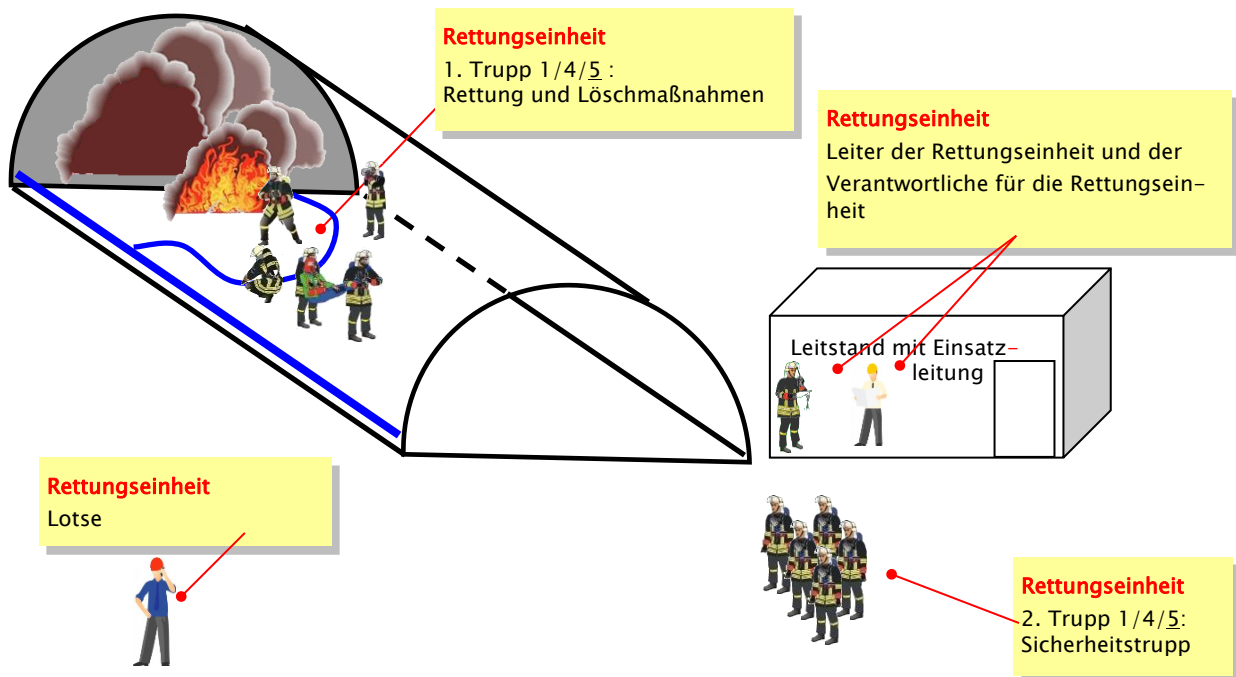 Rettungseinheit
1. Trupp 1/4/5 :
Rettung und Löschmaßnahmen
Rettungseinheit
Leiter der Rettungseinheit und der
Verantwortliche für die Rettungsein-
heit
Leitstand mit Einsatz-
leitung
Rettungseinheit
Lotse
Rettungseinheit
2. Trupp 1/4/5:
Sicherheitstrupp